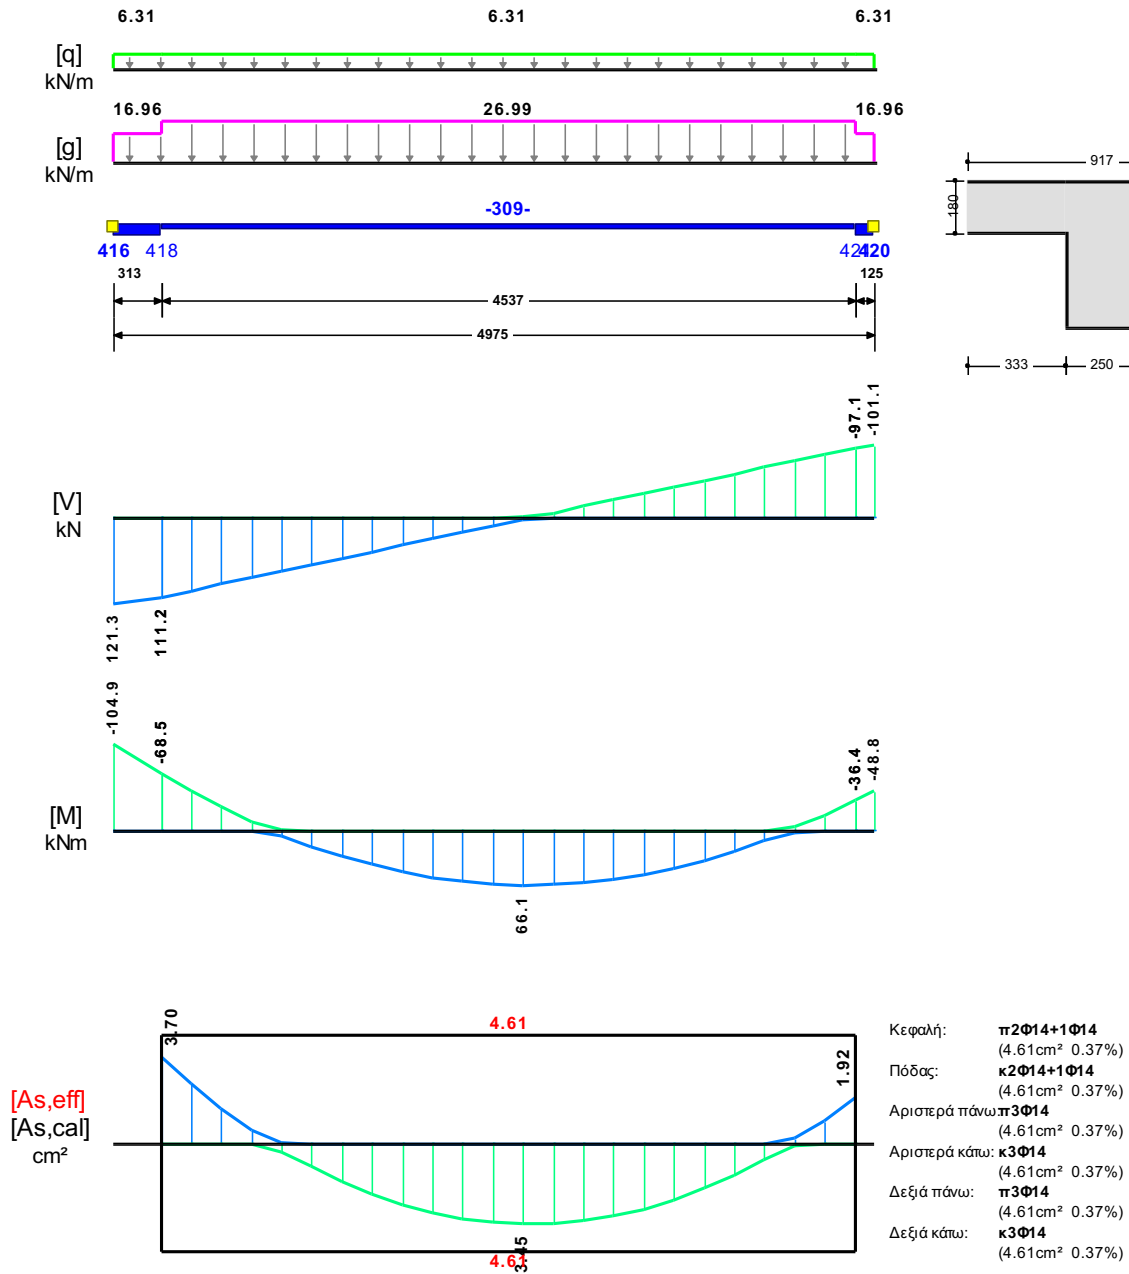 6.31 6.31 6.31
[q]
kN/m
16.96 26.99 16.96
[g]
kN/m
917
180
-309-
416 418 421 420
313 125
4537
4975
333 250
-97.1
-101.1
[V]
kN
121.3
111.2
-104.9
-68.5
-36.4
-48.8
[M]
kNm
66.1
3.70
4.61
1.92
[As,eff]
[As,cal]
cm²
3.45
4.61
Κεφαλή: π2Φ14+1Φ14
(4.61cm² 0.37%)
Πόδας: κ2Φ14+1Φ14
(4.61cm² 0.37%)
Αριστερά πάνω: π3Φ14
(4.61cm² 0.37%)
Αριστερά κάτω: κ3Φ14
(4.61cm² 0.37%)
Δεξιά πάνω: π3Φ14
(4.61cm² 0.37%)
Δεξιά κάτω: κ3Φ14
(4.61cm² 0.37%)